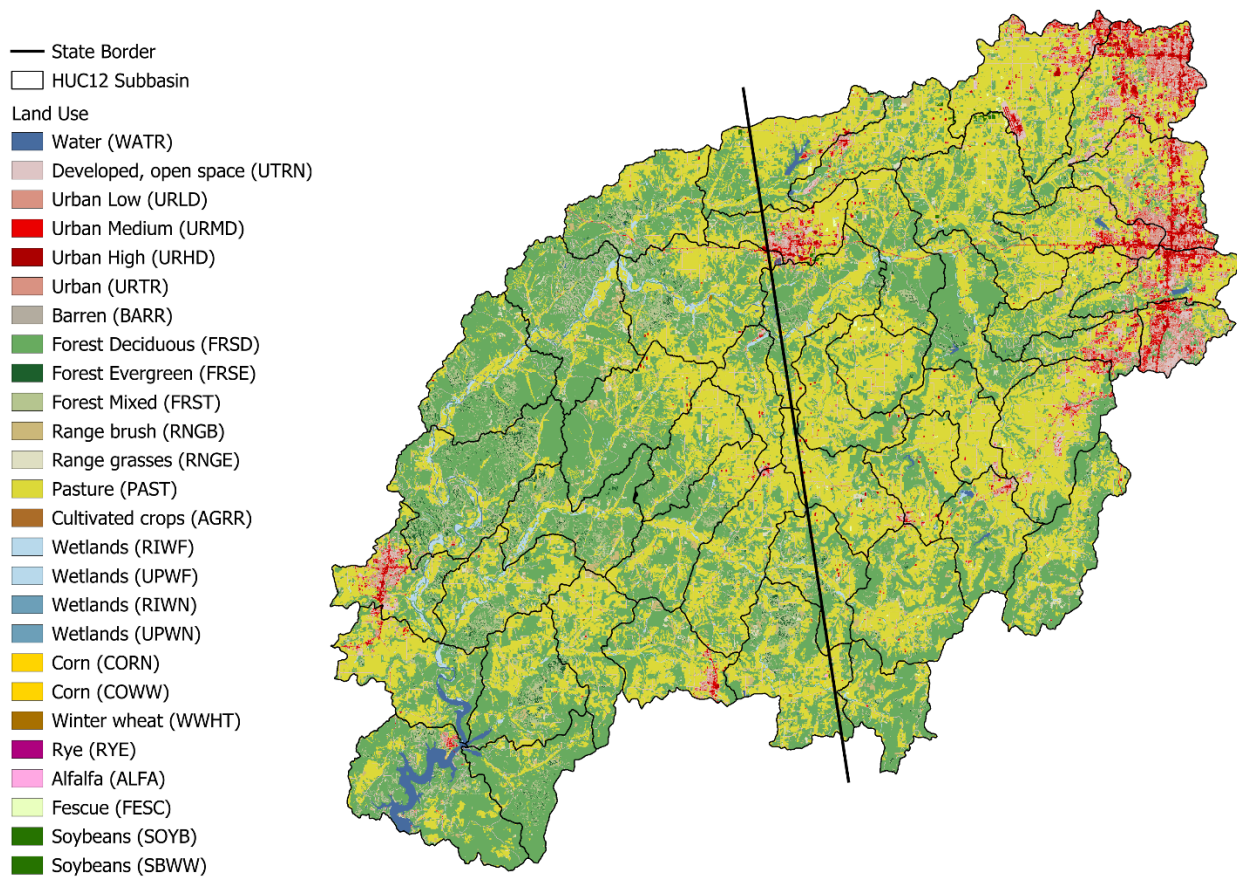 State Border
HUC12 Subbasin
Land Use
Water (WATR)
Developed, open space (UTRN)
Urban Low (URLD)
Urban Medium (URMD)
Urban High (URHD)
Urban (URTR)
Barren (BARR)
Forest Deciduous (FRSD)
Forest Evergreen (FRSE)
Forest Mixed (FRST)
Range brush (RNGB)
Range grasses (RNGE)
Pasture (PAST)
Cultivated crops (AGRR)
Wetlands (RIWF)
Wetlands (UPWF)
Wetlands (RIWN)
Wetlands (UPWN)
Corn (CORN)
Corn (COWW)
Winter wheat (WWHT)
Rye (RYE)
Alfalfa (ALFA)
Fescue (FESC)
Soybeans (SOYB)
Soybeans (SBWW)